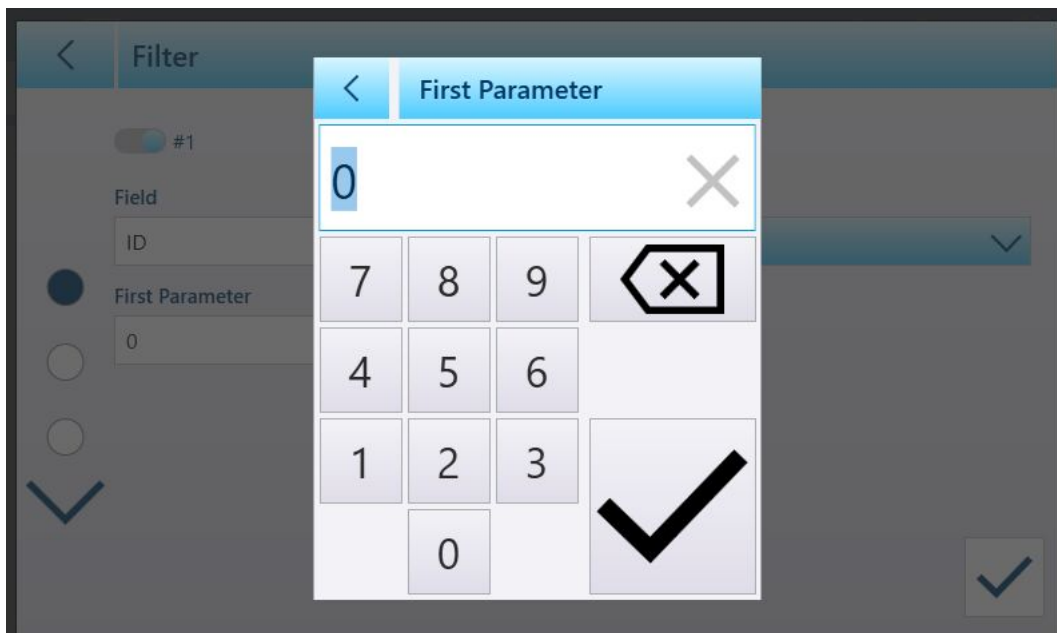 Filter
First Parameter
#1
0
Field
ID
7 8 9
First Parameter
0
4 5 6
1 2 3
0